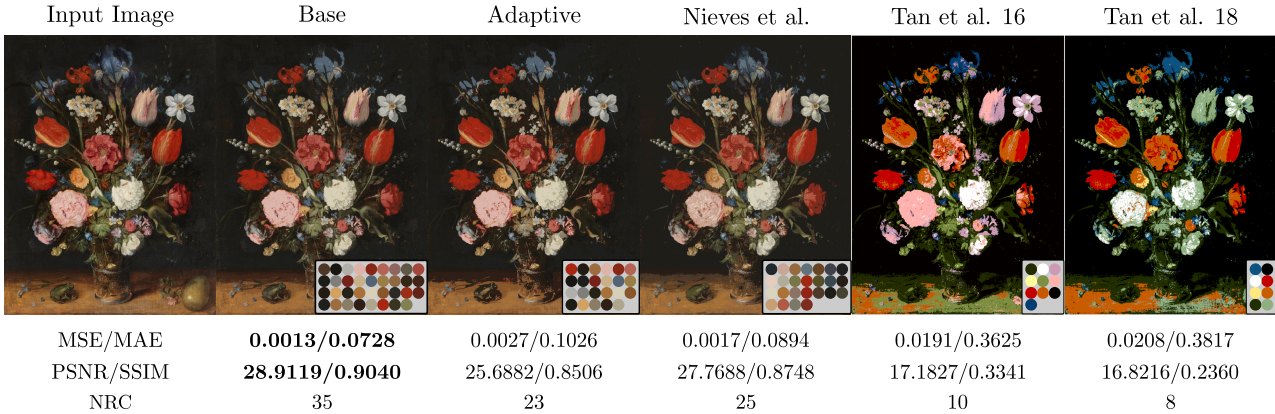 Input Image Base Adaptive Nieves et al. Tan et al. 16 Tan et al. 18
MSE/MAE 0.0013/0.0728 0.0027/0.1026 0.0017/0.0894 0.0191/0.3625 0.0208/0.3817
PSNR/SSIM 28.9119/0.9040 25.6882/0.8506 27.7688/0.8748 17.1827/0.3341 16.8216/0.2360
NRC 35 23 25 10 8